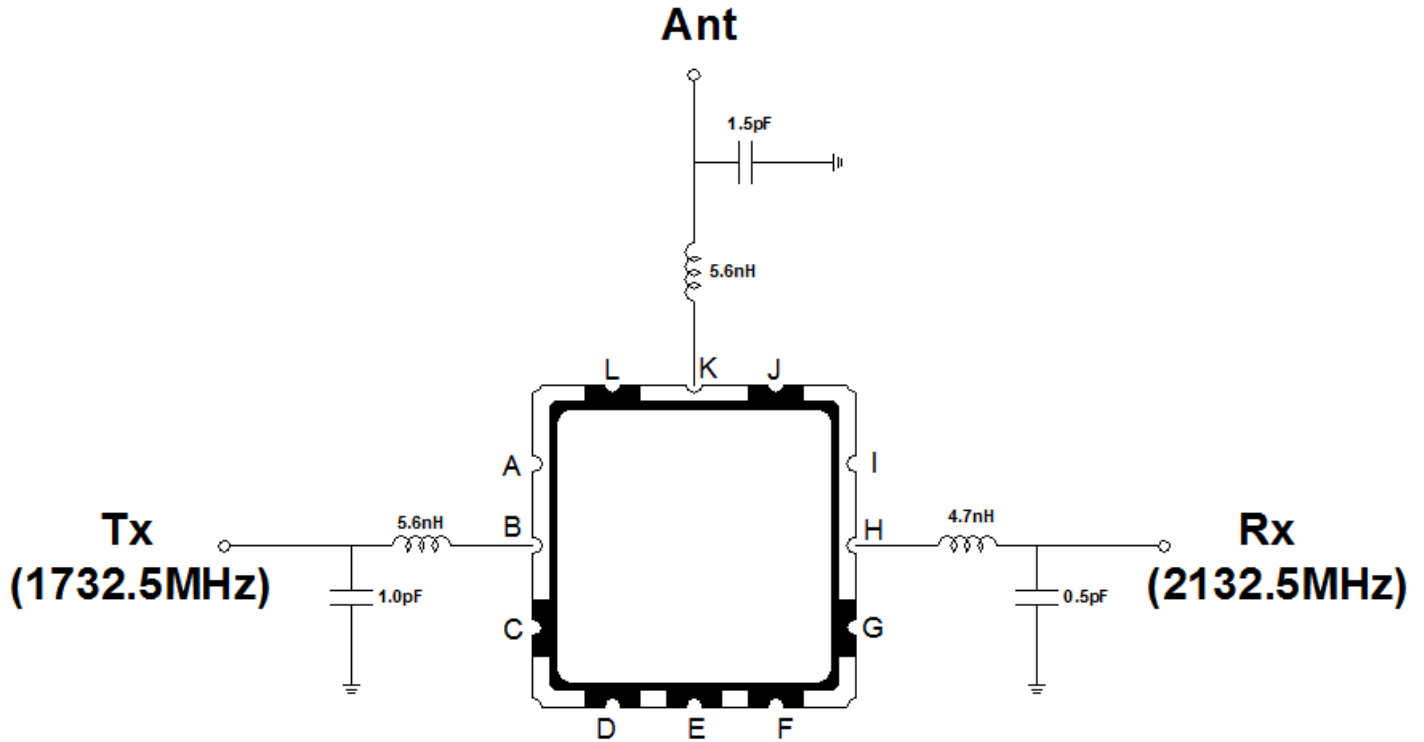 Ant
1.5pF
5.6nH
L K J
A I
Tx
(1732.5MHz)
5.6nH
B H
4.7nH
Rx
(2132.5MHz)
1.0pF
0.5pF
C G
D E F